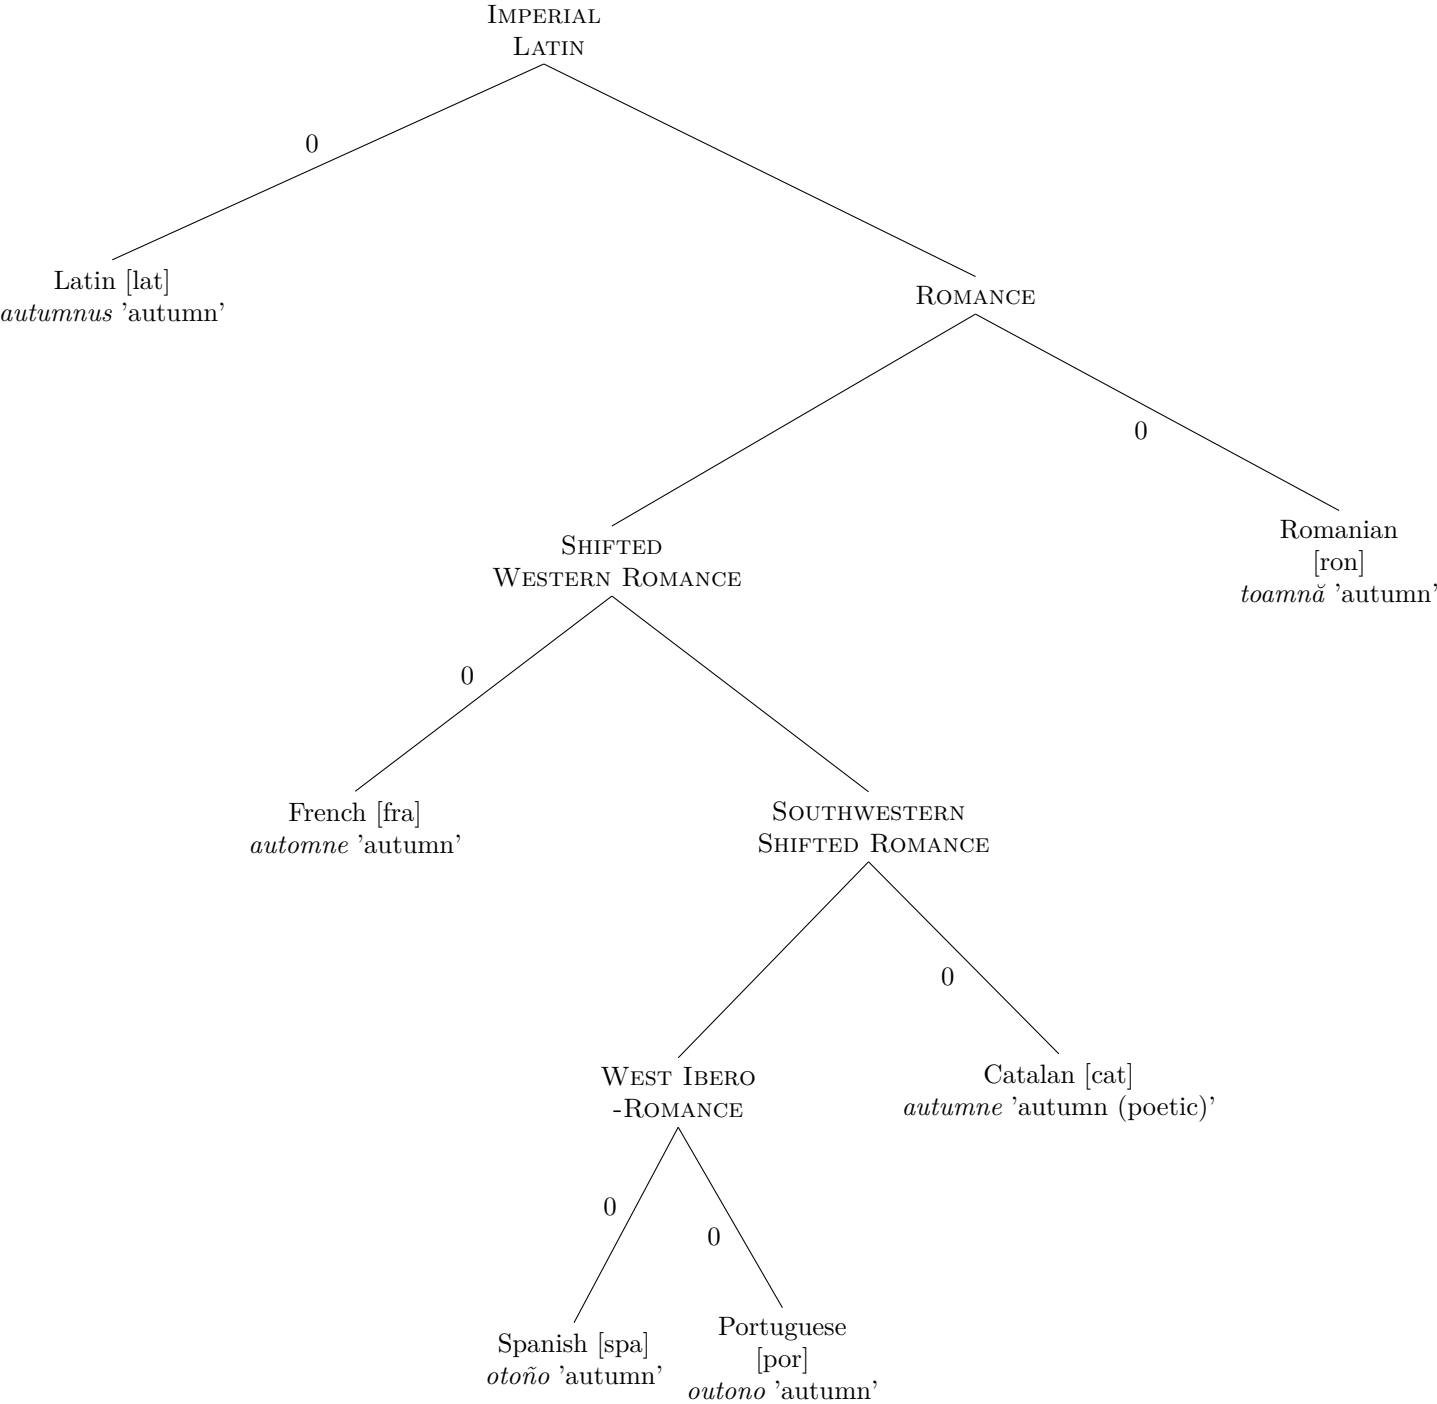 IMPERIAL
LATIN
0
Latin [lat]
autumnus ’autumn’
ROMANCE
0
SHIFTED
WESTERN ROMANCE
Romanian
[ron]
toamnă ’autumn’
0
French [fra]
automne ’autumn’
SOUTHWESTERN
SHIFTED ROMANCE
0
WEST IBERO
-ROMANCE
Catalan [cat]
autumne ’autumn (poetic)’
0
0
Spanish [spa]
otoño ’autumn’
Portuguese
[por]
outono ’autumn’